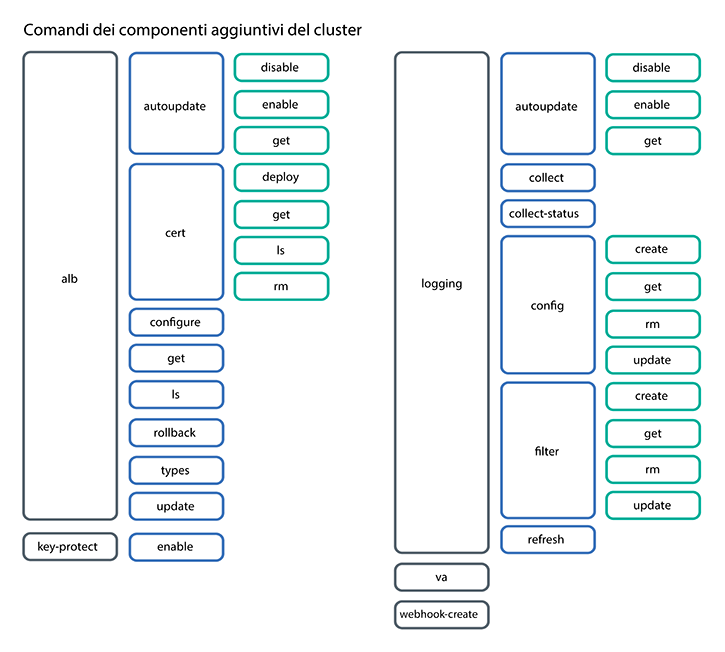 Comandi dei componenti aggiuntivi del cluster
alb
autoupdate
disable
enable
get
cert
deploy
get
ls
rm
configure
get
ls
rollback
types
update
key-protect
enable
logging
autoupdate
disable
enable
get
collect
collect-status
config
create
get
rm
update
filter
create
get
rm
update
refresh
va
webhook-create